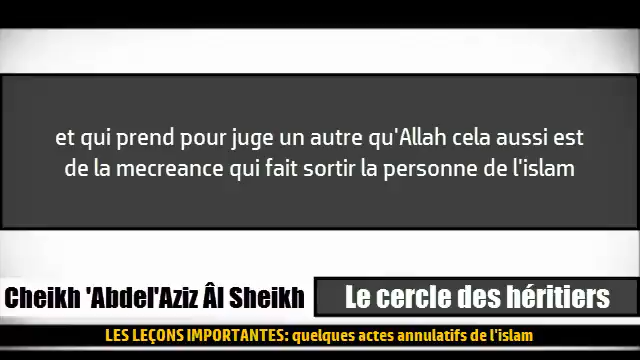 et qui prend pour juge un autre qu'Allah cela aussi est
de la mecreance qui fait sortir la personne de l'islam
Cheikh 'Abdel'Aziz Âl Sheikh
Le cercle des héritiers
LES LEÇONS IMPORTANTES: quelques actes annulatifs de l'islam